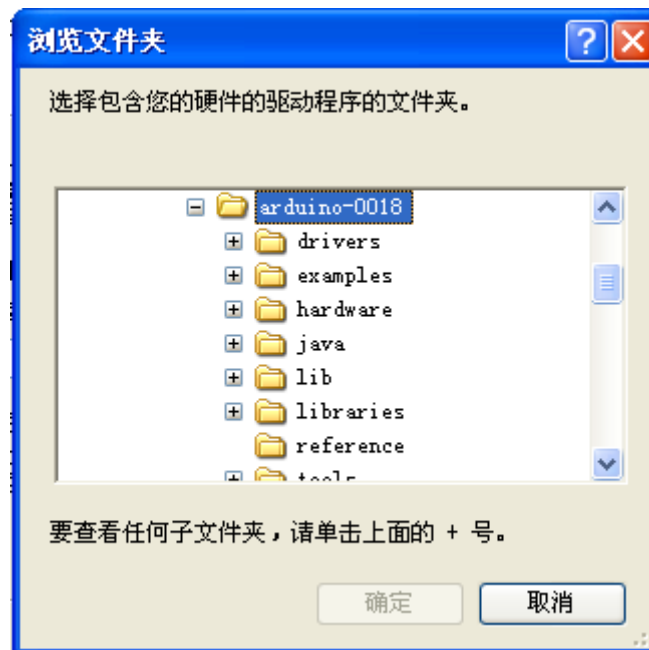 浏览文件夹
选择包含您的硬件的驱动程序的文件夹。
arduino-0018
drivers
examples
hardware
java
lib
libraries
reference
tools
要查看任何子文件夹，请单击上面的 + 号。
确定
取消